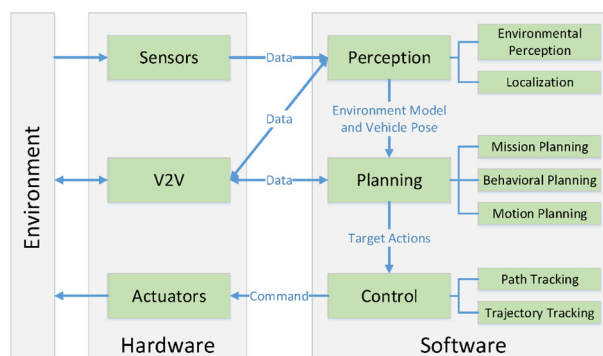 Environment
Sensors
V2V
Actuators
Hardware
Data
Data
Data
Command
Perception
Environment Model
and Vehicle Pose
Planning
Target Actions
Control
Software
Environmental
Perception
Localization
Mission Planning
Behavioral Planning
Motion Planning
Path Tracking
Trajectory Tracking